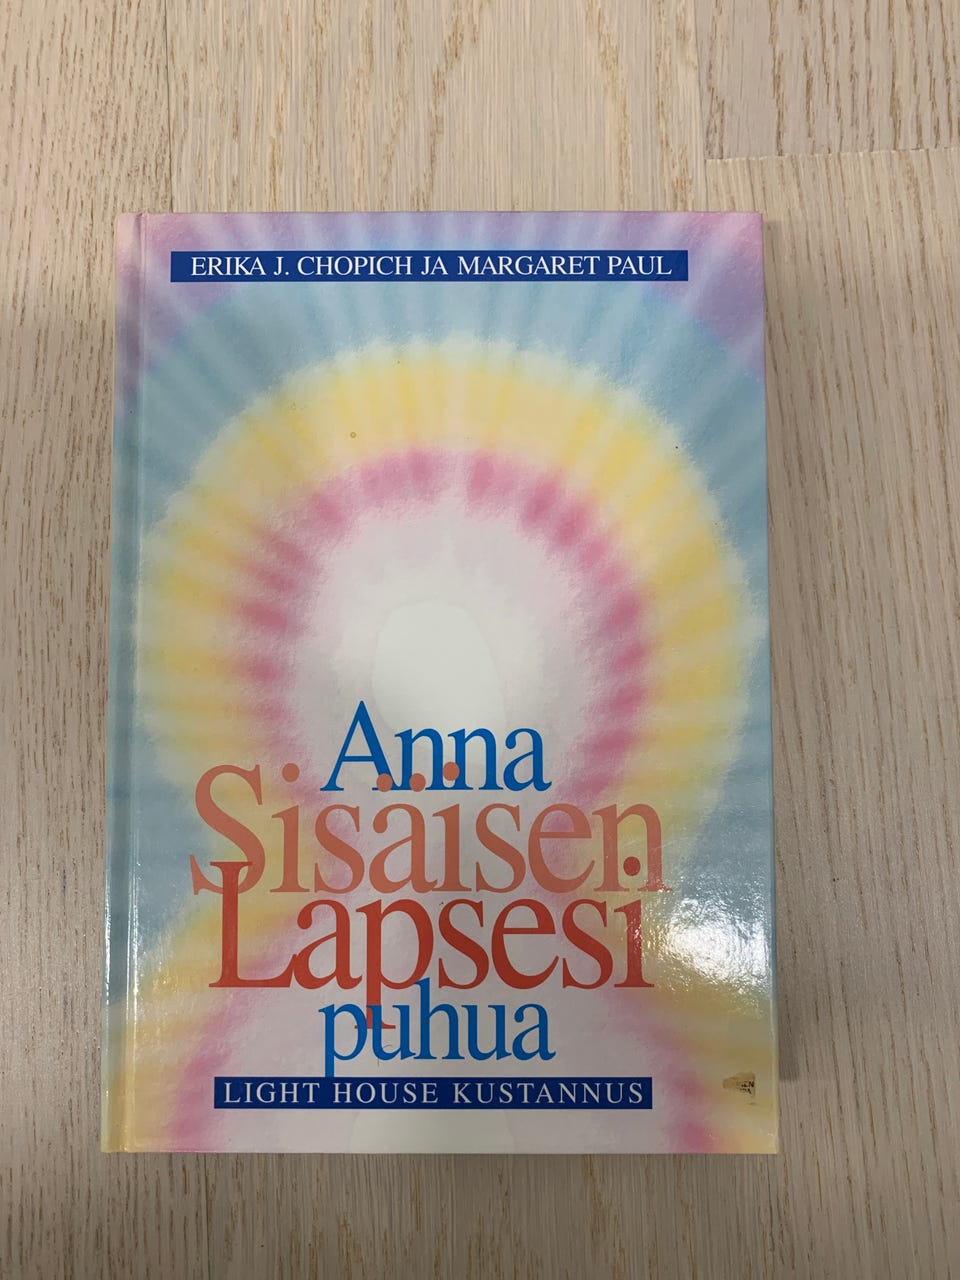 ERIKA J. CHOPICH JA MARGARET PAUL
Anna
Sisäisen
Lapsesi
puhua
LIGHT HOUSE KUSTANNUS